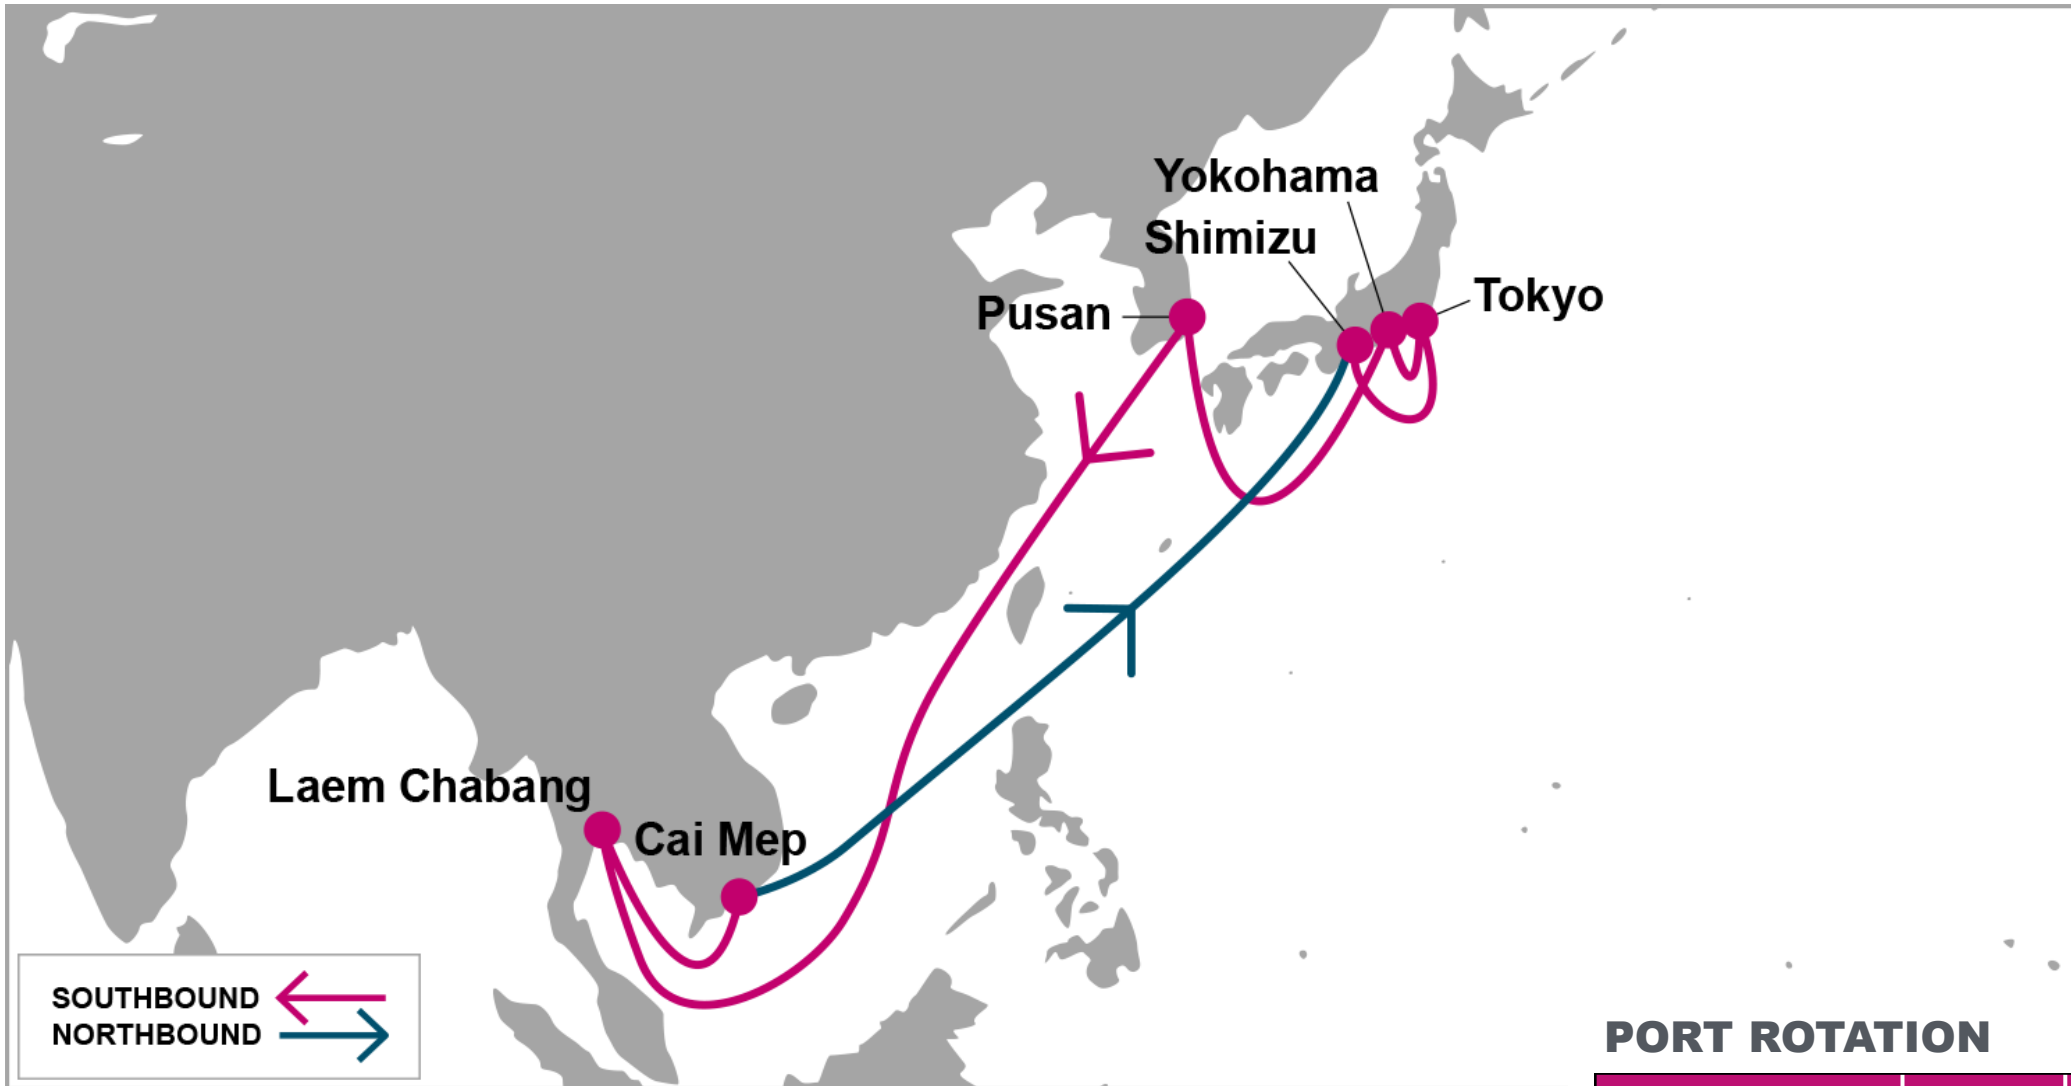 Yokohama
Shimizu
Pusan
Tokyo
Laem Chabang
Cai Mep
SOUTHBOUND
NORTHBOUND
PORT ROTATION